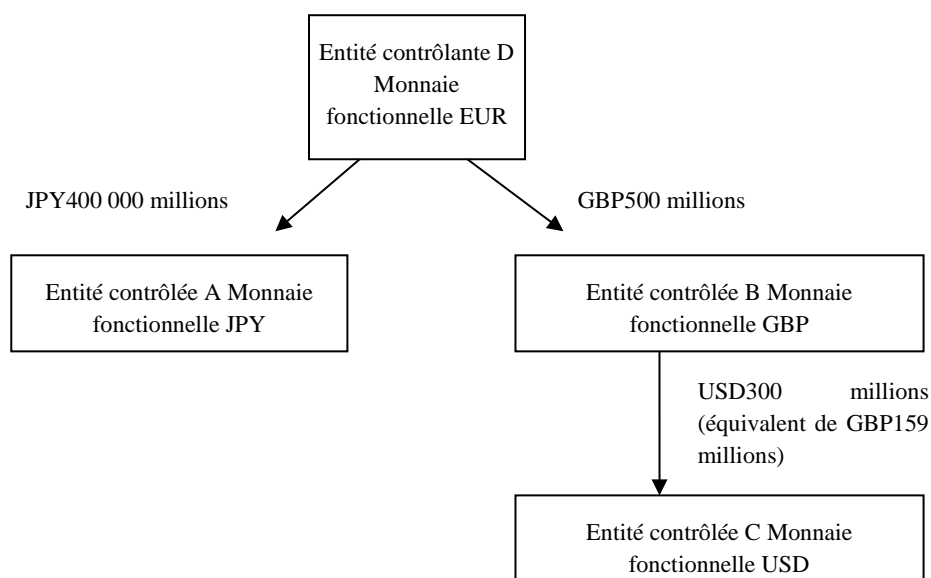 Entité contrôlante D
Monnaie
fonctionnelle EUR
JPY400 000 millions
GBP500 millions
Entité contrôlée A Monnaie
fonctionnelle JPY
Entité contrôlée B Monnaie
fonctionnelle GBP
USD300 millions
(équivalent de GBP159
millions)
Entité contrôlée C Monnaie
fonctionnelle USD